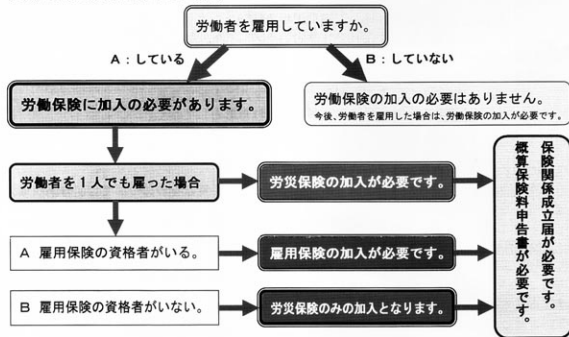 労働者を雇用していますか。
A：している
B：していない
労働保険に加入の必要があります。
労働保険の加入の必要はありません。
今後、労働者を雇用した場合は、労働保険の加入が必要です。
労働者を１人でも雇った場合
労災保険の加入が必要です。
A 雇用保険の資格者がいる。
雇用保険の加入が必要です。
B 雇用保険の資格者がいない。
労災保険のみの加入となります。
保険関係成立届が必要です。
概算保険料申告書が必要です。